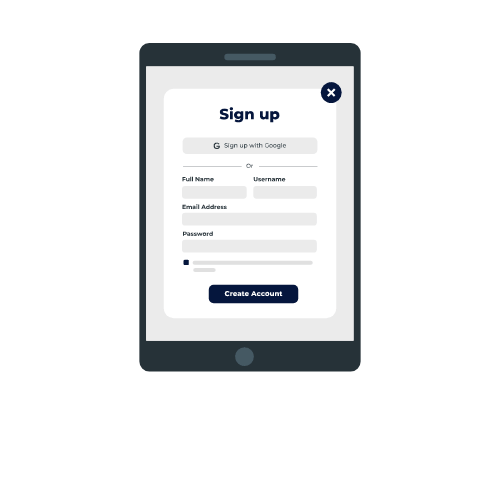 Sign up
G Sign up with Google
Or
Full Name Username
Email Address
Password
Create Account